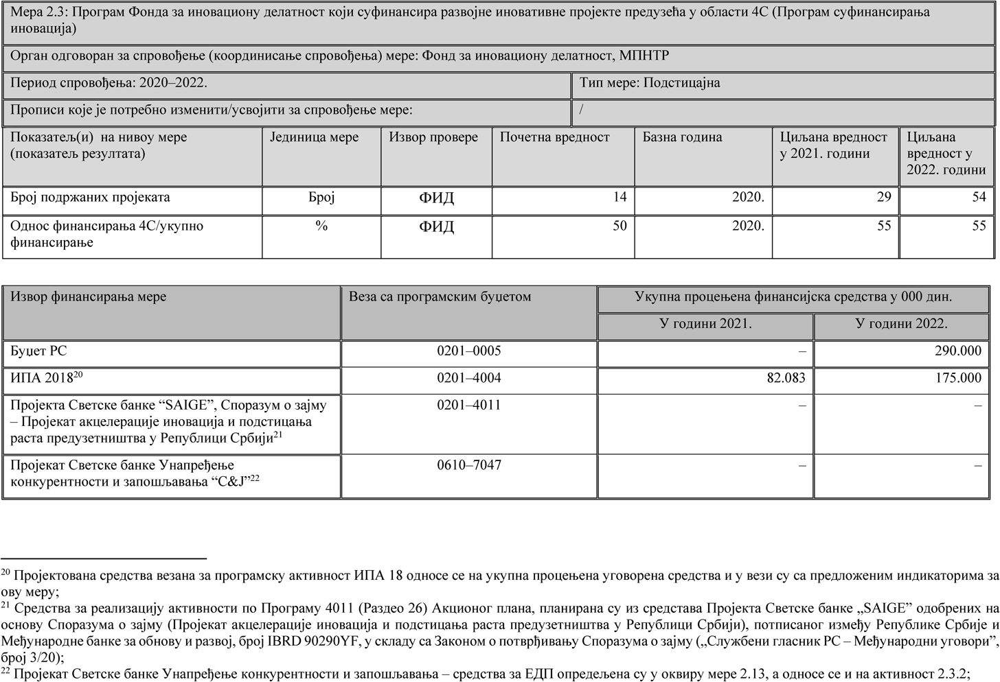 Мера 2.3: Програм Фонда за иновациону делатност који суфинансира развојне иновативне пројекте предузећа у области 4С (Програм суфинансирања
иновација)
Орган одговоран за спровођење (координисање спровођења) мере: Фонд за иновациону делатност, МПНТР
Период спровођења: 2020–2022. Тип мере: Подстицајна
Прописи које је потребно изменити/усвојити за спровођење мере: /
Показатељ(и) на нивоу мере Јединица мере Извор провере Почетна вредност Базна година Циљана вредност Циљана
(показатељ резултата) у 2021. години вредност у
2022. години
Број подржаних пројеката Број ФИД 14 2020. 29 54
Однос финансирања 4С/укупно % ФИД 50 2020. 55 55
финансирање
Извор финансирања мере Веза са програмским буџетом Укупна процењена финансијска средства у 000 дин.
У години 2021. У години 2022.
Буџет РС 0201–0005 – 290.000
ИПА 2018²⁰ 0201–4004 82.083 175.000
Пројекта Светске банке “SAIGE”, Споразум о зајму 0201–4011 – –
– Пројекат акцелерације иновација и подстицања
раста предузетништва у Републици Србији²¹
Пројекат Светске банке Унапређење 0610–7047 – –
конкурентности и запошљавања “C&J”²²
²⁰ Пројектована средства везана за програмску активност ИПА 18 односе се на укупна процењена уговорена средства и у вези су са предложеним индикаторима за
ову меру;
²¹ Средства за реализацију активности по Програму 4011 (Раздео 26) Акционог плана, планирана су из средстава Пројекта Светске банке „SAIGE” одобрених на
основу Споразума о зајму (Пројекат акцелерације иновација и подстицања раста предузетништва у Републици Србији), потписаног између Републике Србије и
Међународне банке за обнову и развој, број IBRD 90290YF, у складу са Законом о потврђивању Споразума о зајму („Службени гласник РС – Међународни уговори”,
број 3/20);
²² Пројекат Светске банке Унапређење конкурентности и запошљавања – средства за ЕДП опредељена су у оквиру мере 2.13, а односе се и на активност 2.3.2;